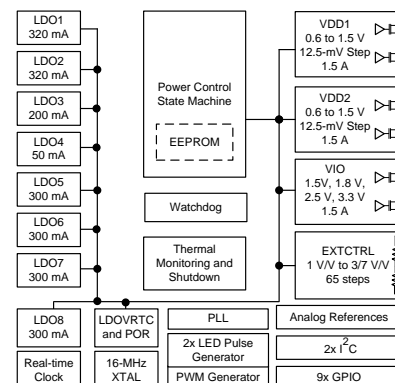 LDO1
320 mA
LDO2
320 mA
LDO3
200 mA
LDO4
50 mA
LDO5
300 mA
LDO6
300 mA
LDO7
300 mA
LDO8
300 mA
Real-time
Clock
LDOVRTC
and POR
16-MHz
XTAL
Power Control
State Machine
EEPROM
Watchdog
Thermal
Monitoring and
Shutdown
PLL
2x LED Pulse
Generator
PWM Generator
VDD1
0.6 to 1.5 V
12.5-mV Step
1.5 A
VDD2
0.6 to 1.5 V
12.5-mV Step
1.5 A
VIO
1.5V, 1.8 V,
2.5 V, 3.3 V
1.5 A
EXTCTRL
1 V/V to 3/7 V/V
65 steps
Analog References
2x I²C
9x GPIO